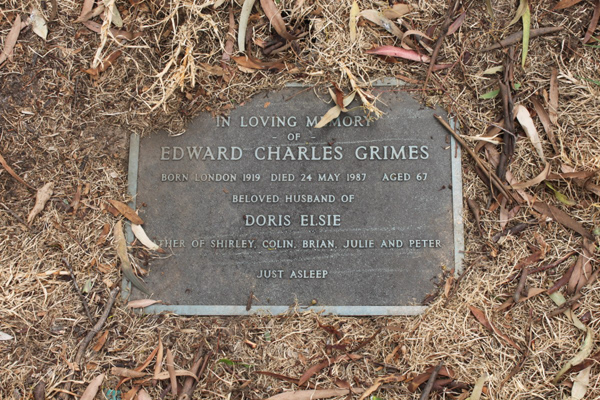 IN LOVING MEMORY
- OF -
EDWARD CHARLES GRIMES
BORN LONDON 1919 DIED 24 MAY 1987 AGED 67
BELOVED HUSBAND OF
DORIS ELSIE
OF SHIRLEY, COLIN, BRIAN, JULIE AND PETER
JUST ASLEEP